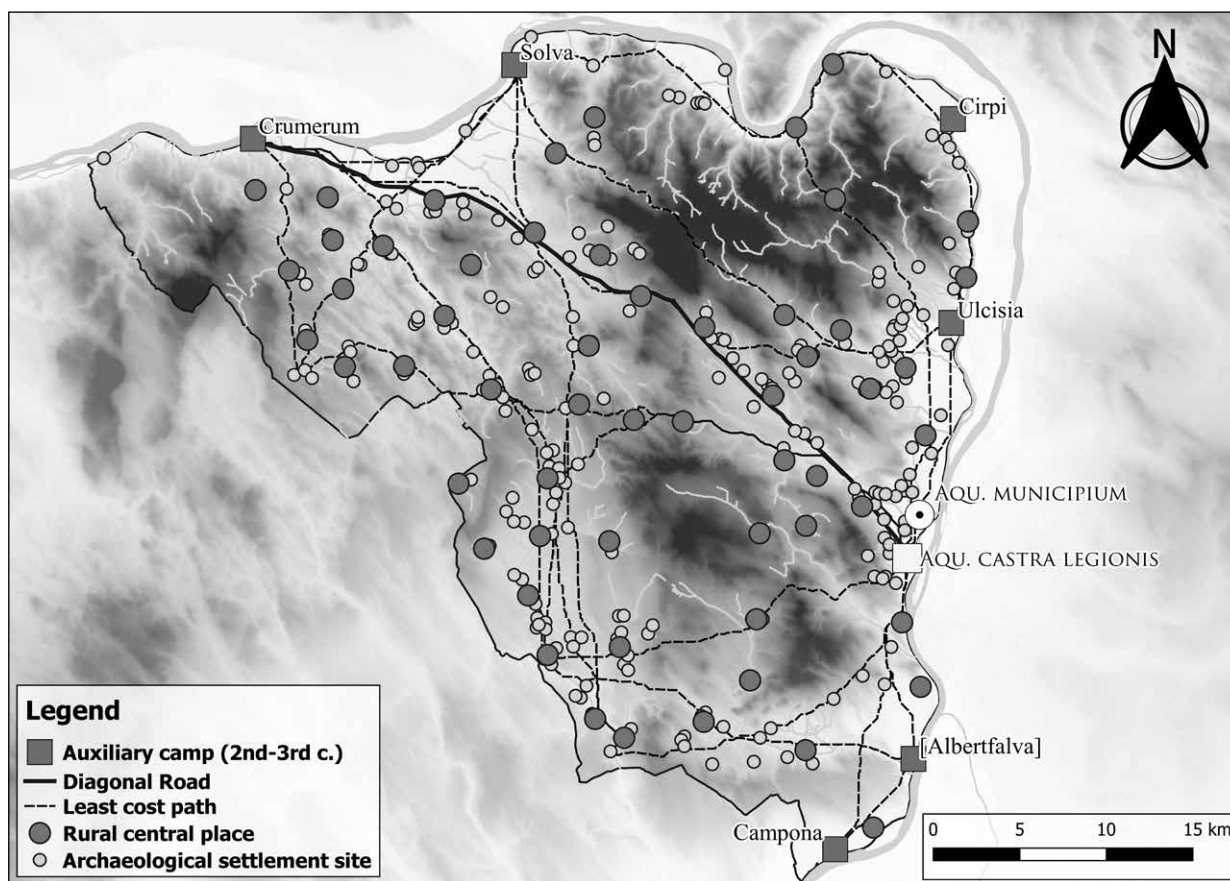 N
Solva
Cirpi
Crumerum
Ulcisia
AQU. MUNICIPIUM
AQU. CASTRA LEGIONIS
[Albertfalva]
Campona
Legend
Auxiliary camp (2nd-3rd c.)
Diagonal Road
Least cost path
Rural central place
Archaeological settlement site
0 5 10 15 km